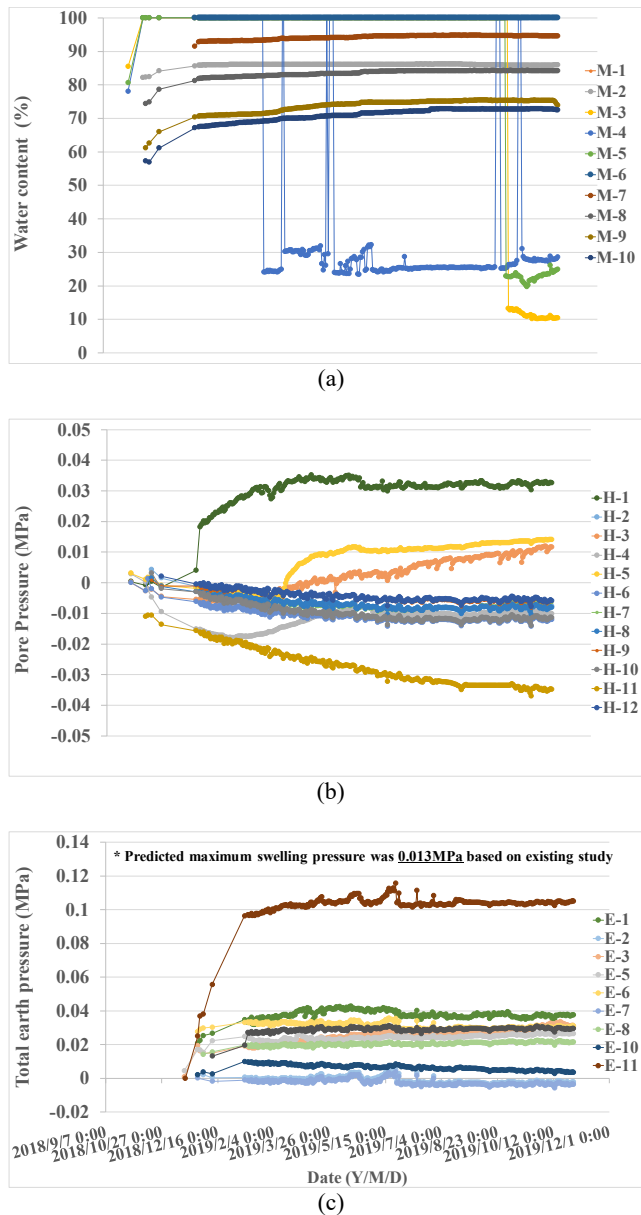 100
90
80
70
60
50
40
30
20
10
0
Water content (%)
M-1
M-2
M-3
M-4
M-5
M-6
M-7
M-8
M-9
M-10
(a)
0.05
0.04
0.03
0.02
0.01
0
-0.01
-0.02
-0.03
-0.04
-0.05
Pore Pressure (MPa)
H-1
H-2
H-3
H-4
H-5
H-6
H-7
H-8
H-9
H-10
H-11
H-12
(b)
0.14
0.12
0.1
0.08
0.06
0.04
0.02
0
-0.02
Total earth pressure (MPa)
* Predicted maximum swelling pressure was 0.013MPa based on existing study
E-1
E-2
E-3
E-5
E-6
E-7
E-8
E-10
E-11
2018/9/7 0:00
2018/10/27 0:00
2018/12/16 0:00
2019/2/4 0:00
2019/3/26 0:00
2019/5/15 0:00
2019/7/4 0:00
2019/8/23 0:00
2019/10/12 0:00
2019/12/1 0:00
Date (Y/M/D)
(c)